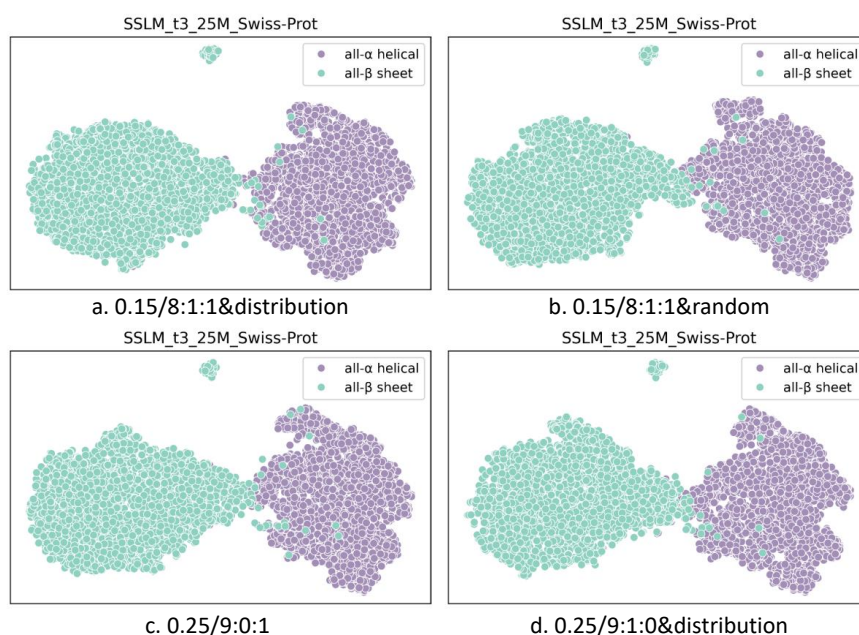 SSLM_t3_25M_Swiss-Prot
all-α helical
all-β sheet
a. 0.15/8:1:1&distribution
SSLM_t3_25M_Swiss-Prot
all-α helical
all-β sheet
b. 0.15/8:1:1&random
SSLM_t3_25M_Swiss-Prot
all-α helical
all-β sheet
c. 0.25/9:0:1
SSLM_t3_25M_Swiss-Prot
all-α helical
all-β sheet
d. 0.25/9:1:0&distribution